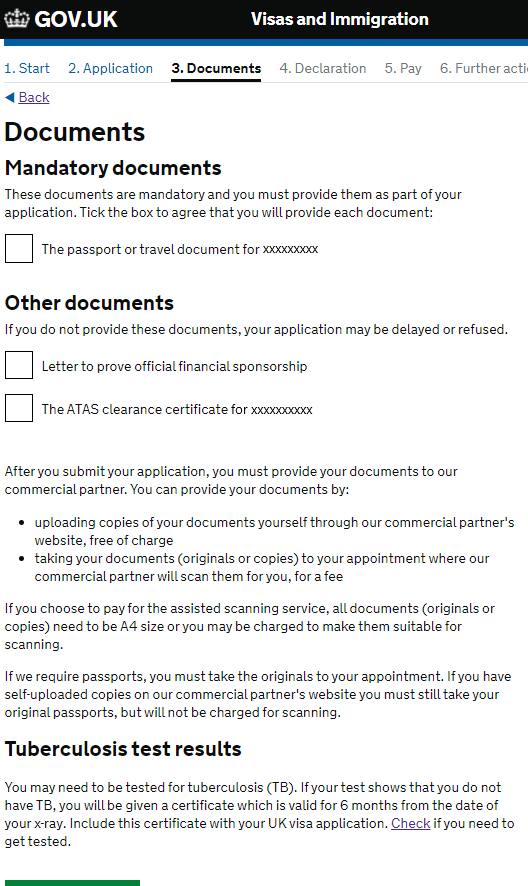 GOV.UK Visas and Immigration
1. Start 2. Application 3. Documents 4. Declaration 5. Pay 6. Further acti
Back
Documents
Mandatory documents
These documents are mandatory and you must provide them as part of your
application. Tick the box to agree that you will provide each document:
The passport or travel document for xxxxxxxxx
Other documents
If you do not provide these documents, your application may be delayed or refused.
Letter to prove official financial sponsorship
The ATAS clearance certificate for xxxxxxxxxx
After you submit your application, you must provide your documents to our
commercial partner. You can provide your documents by:
• uploading copies of your documents yourself through our commercial partner's
website, free of charge
• taking your documents (originals or copies) to your appointment where our
commercial partner will scan them for you, for a fee
If you choose to pay for the assisted scanning service, all documents (originals or
copies) need to be A4 size or you may be charged to make them suitable for
scanning.
If we require passports, you must take the originals to your appointment. If you have
self-uploaded copies on our commercial partner's website you must still take your
original passports, but will not be charged for scanning.
Tuberculosis test results
You may need to be tested for tuberculosis (TB). If your test shows that you do not
have TB, you will be given a certificate which is valid for 6 months from the date of
your x-ray. Include this certificate with your UK visa application. Check if you need to
get tested.